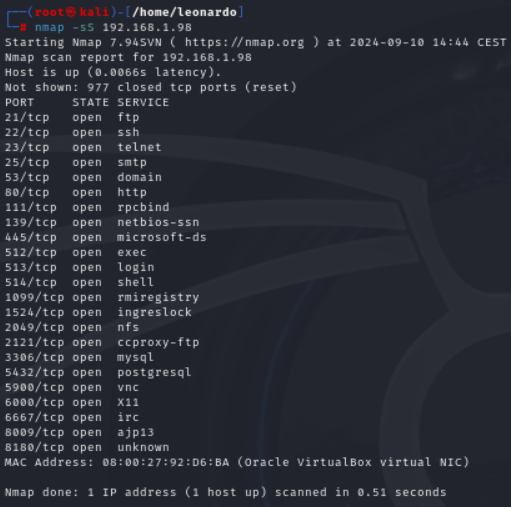 ┌──(root㉿kali)-[/home/leonardo]
└─# nmap -sS 192.168.1.98
Starting Nmap 7.94SVN ( https://nmap.org ) at 2024-09-10 14:44 CEST
Nmap scan report for 192.168.1.98
Host is up (0.0066s latency).
Not shown: 977 closed tcp ports (reset)
PORT     STATE SERVICE
21/tcp   open  ftp
22/tcp   open  ssh
23/tcp   open  telnet
25/tcp   open  smtp
53/tcp   open  domain
80/tcp   open  http
111/tcp  open  rpcbind
139/tcp  open  netbios-ssn
445/tcp  open  microsoft-ds
512/tcp  open  exec
513/tcp  open  login
514/tcp  open  shell
1099/tcp open  rmiregistry
1524/tcp open  ingreslock
2049/tcp open  nfs
2121/tcp open  ccproxy-ftp
3306/tcp open  mysql
5432/tcp open  postgresql
5900/tcp open  vnc
6000/tcp open  X11
6667/tcp open  irc
8009/tcp open  ajp13
8180/tcp open  unknown
MAC Address: 08:00:27:92:D6:BA (Oracle VirtualBox virtual NIC)
Nmap done: 1 IP address (1 host up) scanned in 0.51 seconds